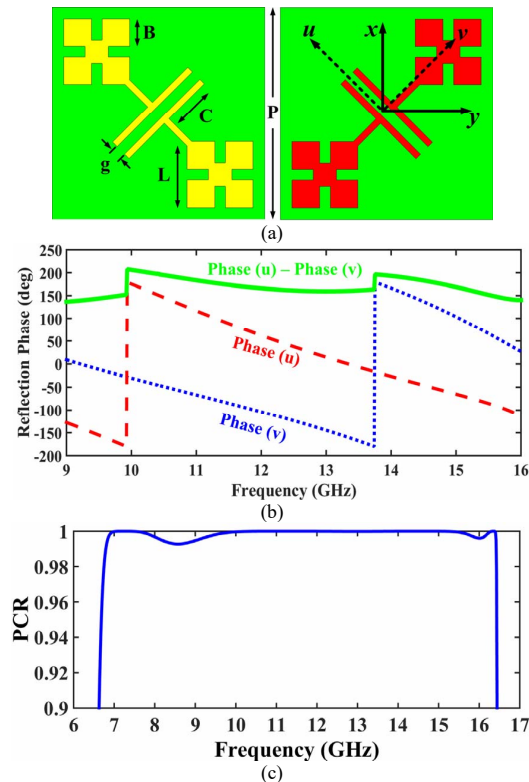 B
C
g
L
P
u
x
v
y
(a)
250
200
150
100
50
0
-50
-100
-150
-200
Reflection Phase (deg)
Phase (u) – Phase (v)
Phase (u)
Phase (v)
9 10 11 12 13 14 15 16
Frequency (GHz)
(b)
1
0.98
0.96
0.94
0.92
0.9
PCR
6 7 8 9 10 11 12 13 14 15 16 17
Frequency (GHz)
(c)